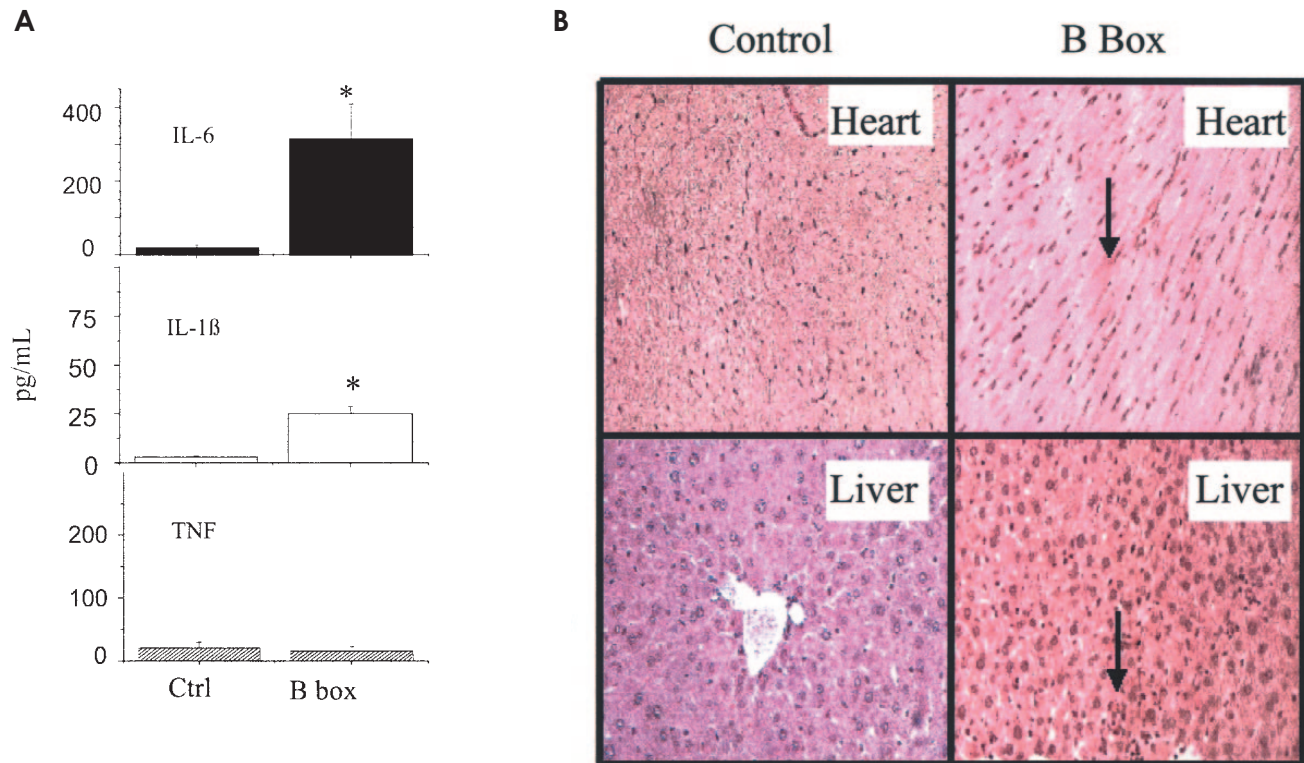 A
400
IL-6
*
200
0
75
IL-1ß
50
*
25
0
pg/mL
200
TNF
100
0
Ctrl B box
B
Control B Box
Heart Heart
Liver Liver